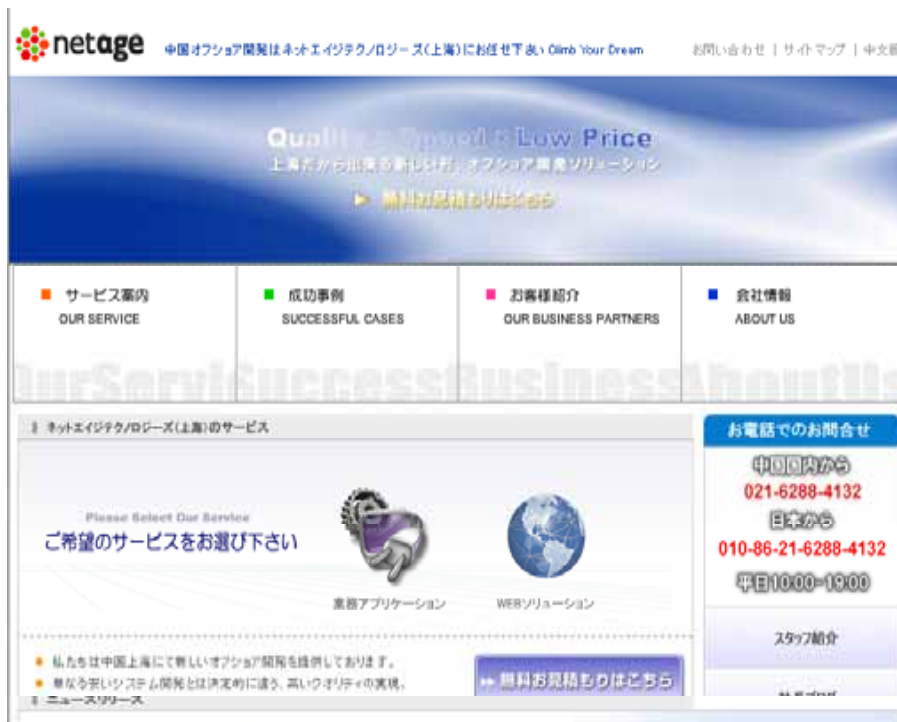 netage
中国オフショア開発はネットエイジテクノロジーズ(上海)にお任せ下さい Climb Your Dream
お問い合わせ | サイトマップ | 中文
Quality Speed Low Price
上海だから出来る新しい形、オフショア開発ソリューション
無料お見積もりはこちら
サービス案内
OUR SERVICE
成功事例
SUCCESSFUL CASES
お客様紹介
OUR BUSINESS PARTNERS
会社情報
ABOUT US
OurServi
Success
Business
AboutUs
ネットエイジテクノロジーズ(上海)のサービス
Please Select Our Service
ご希望のサービスをお選び下さい
業務アプリケーション
WEBソリューション
お電話でのお問合せ
中国国内から
021-6288-4132
日本から
010-86-21-6288-4132
平日10:00-19:00
スタッフ紹介
私たちは中国上海にて新しいオフショア開発を提供しております。
単なる安いシステム開発とは決定的に違う、高いクオリティの実現。
無料お見積もりはこちら
ニュースリリース